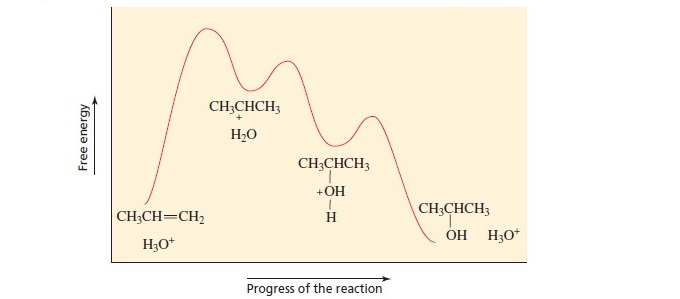 Free energy
CH₃CHCH₃
+
H₂O
CH₃CHCH₃
+OH
H
CH₃CH=CH₂
H₃O⁺
CH₃CHCH₃
OH H₃O⁺
Progress of the reaction